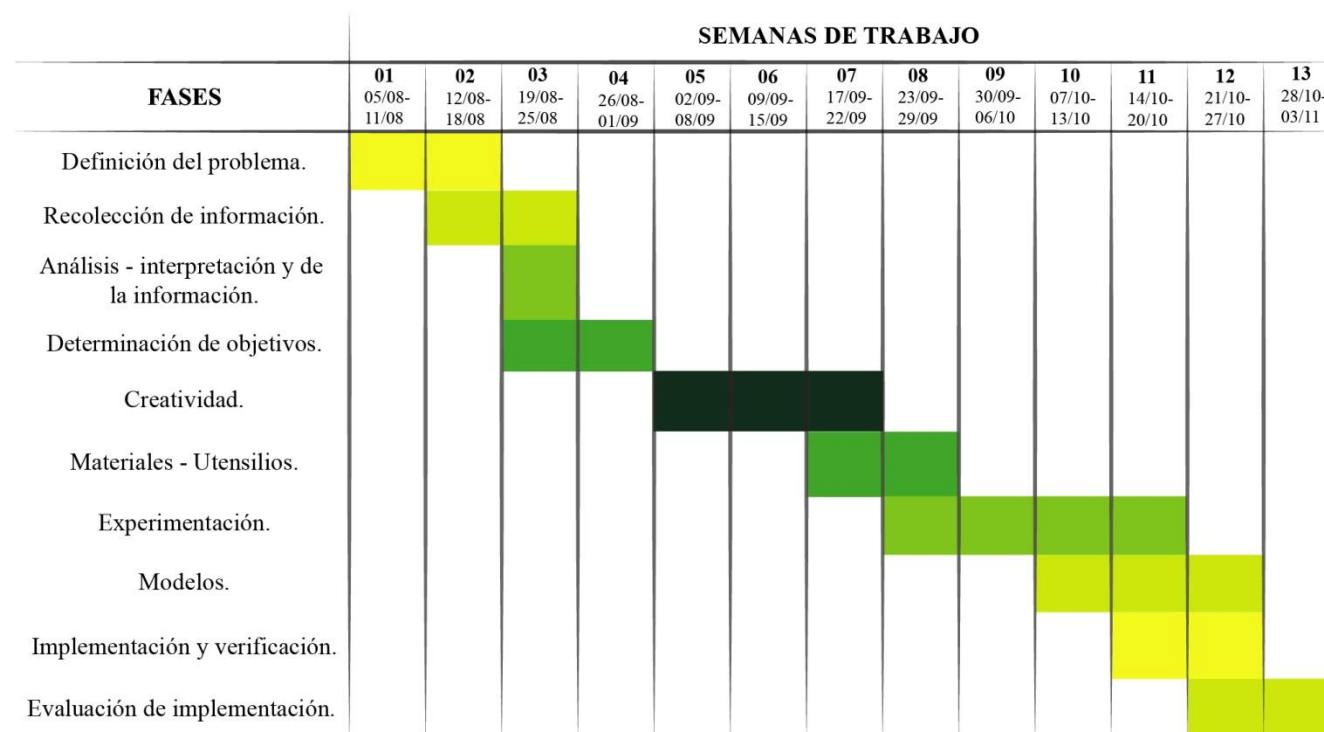 SEMANAS DE TRABAJO
FASES
01 02 03 04 05 06 07 08 09 10 11 12 13
05/08- 12/08- 19/08- 26/08- 02/09- 09/09- 17/09- 23/09- 30/09- 07/10- 14/10- 21/10- 28/10-
11/08 18/08 25/08 01/09 08/09 15/09 22/09 29/09 06/10 13/10 20/10 27/10 03/11
Definición del problema.
Recolección de información.
Análisis - interpretación y de
la información.
Determinación de objetivos.
Creatividad.
Materiales - Utensilios.
Experimentación.
Modelos.
Implementación y verificación.
Evaluación de implementación.